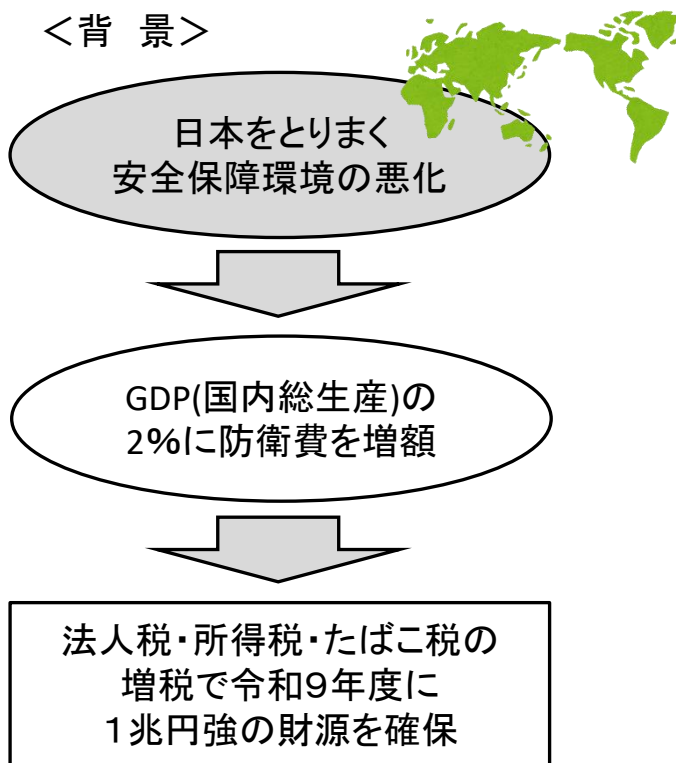 ＜背　景＞
日本をとりまく
安全保障環境の悪化
GDP(国内総生産)の
2%に防衛費を増額
法人税・所得税・たばこ税の
増税で令和９年度に
１兆円強の財源を確保